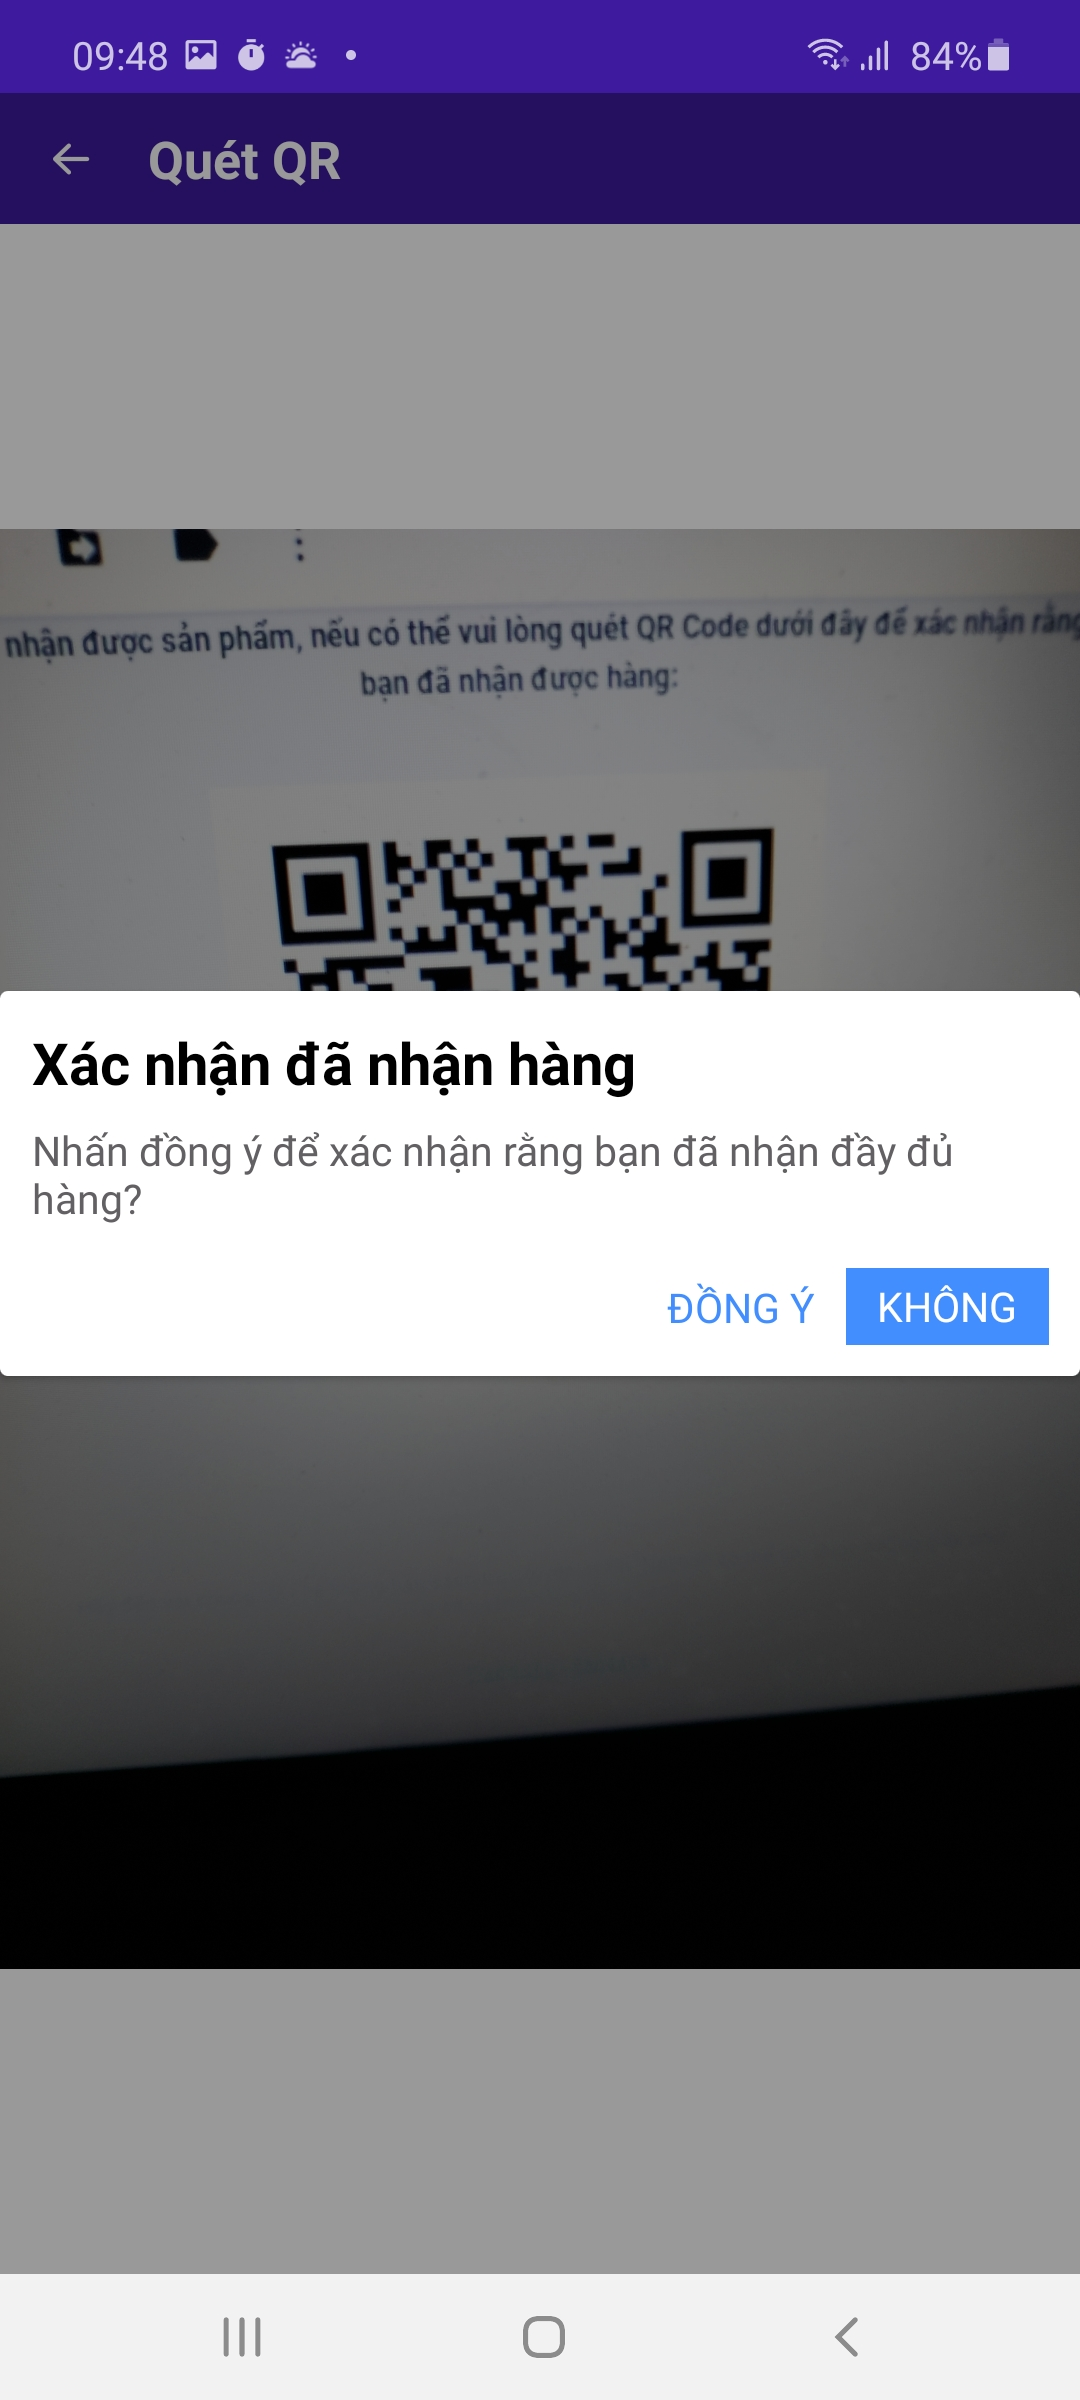 09:48
84%
Quét QR
nhận được sản phẩm, nếu có thể vui lòng quét QR Code dưới đây để xác nhận rằng
bạn đã nhận được hàng:
Xác nhận đã nhận hàng
Nhấn đồng ý để xác nhận rằng bạn đã nhận đầy đủ
hàng?
ĐỒNG Ý
KHÔNG